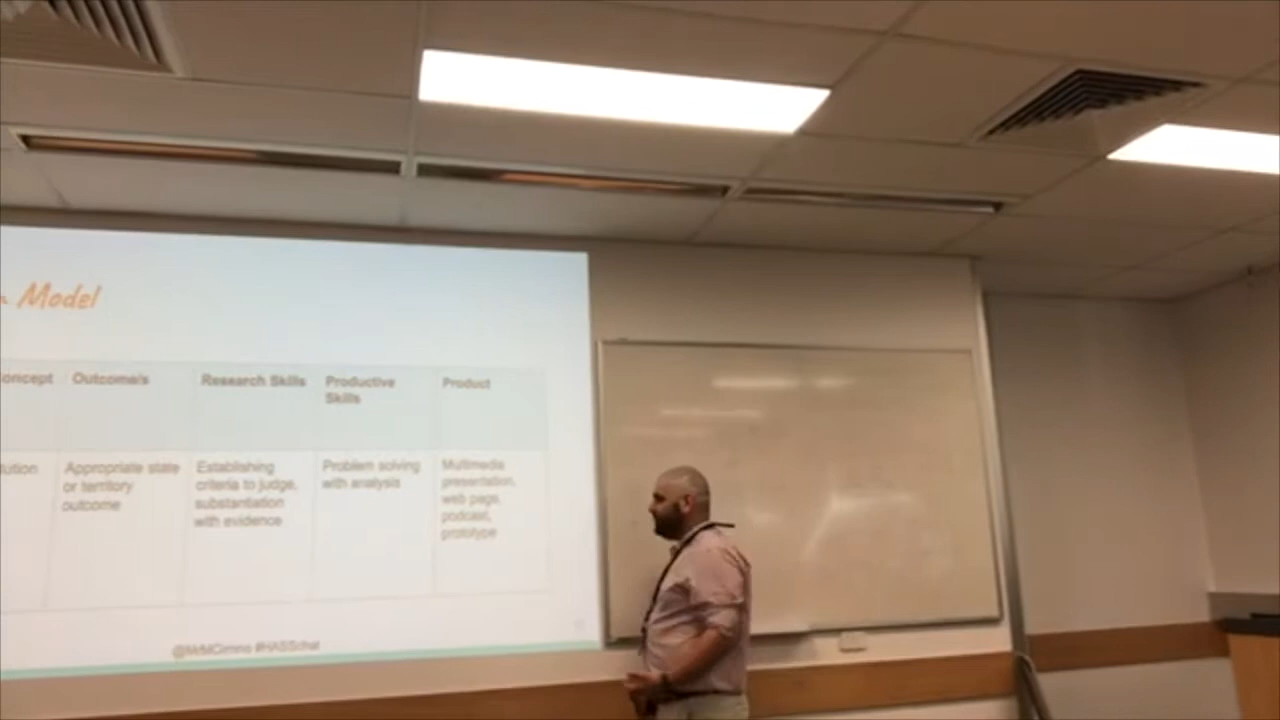 Model
oncept Outcome/s Research Skills Productive
Skills
Product
ution
Appropriate state
or territory
outcome
Establishing
criteria to judge,
substantiation
with evidence
Problem solving
with analysis
Multimedia
presentation,
web page,
podcast,
prototype
#HASSchat